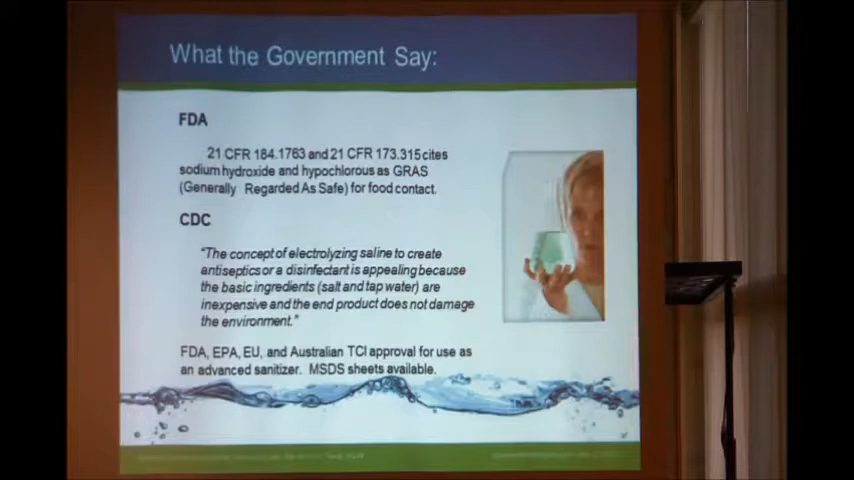 What the Government Say:
FDA
21 CFR 184.1763 and 21 CFR 173.315 cites
sodium hydroxide and hypochlorous as GRAS
(Generally Regarded As Safe) for food contact.
CDC
"The concept of electrolyzing saline to create
antiseptics or a disinfectant is appealing because
the basic ingredients (salt and tap water) are
inexpensive and the end product does not damage
the environment."
FDA, EPA, EU, and Australian TCI approval for use as
an advanced sanitizer. MSDS sheets available.